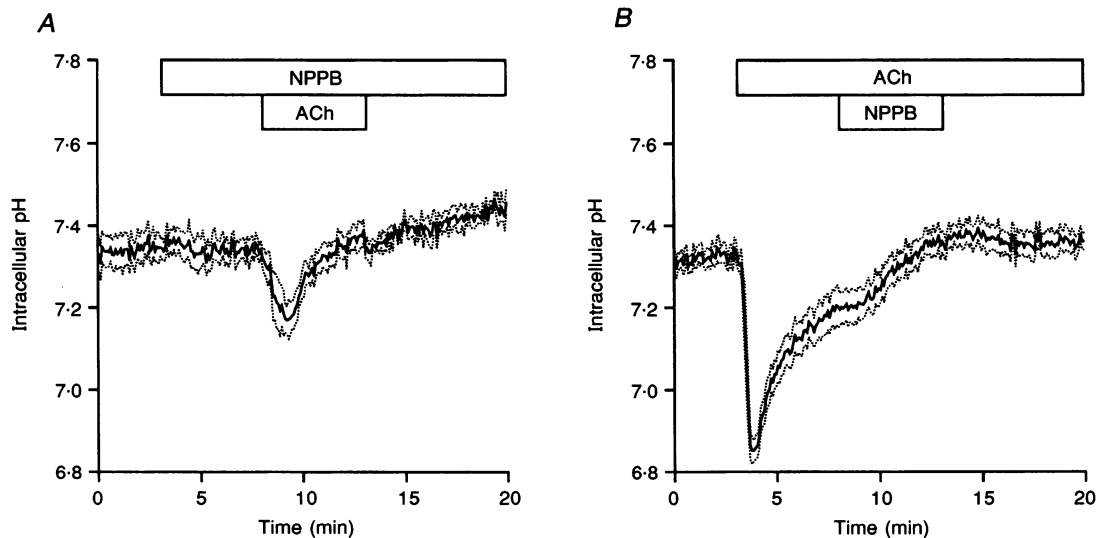 A
B
7·8
7·6
7·4
7·2
7·0
6·8
Intracellular pH
NPPB
ACh
0
5
10
15
20
Time (min)
7·8
7·6
7·4
7·2
7·0
6·8
Intracellular pH
ACh
NPPB
0
5
10
15
20
Time (min)